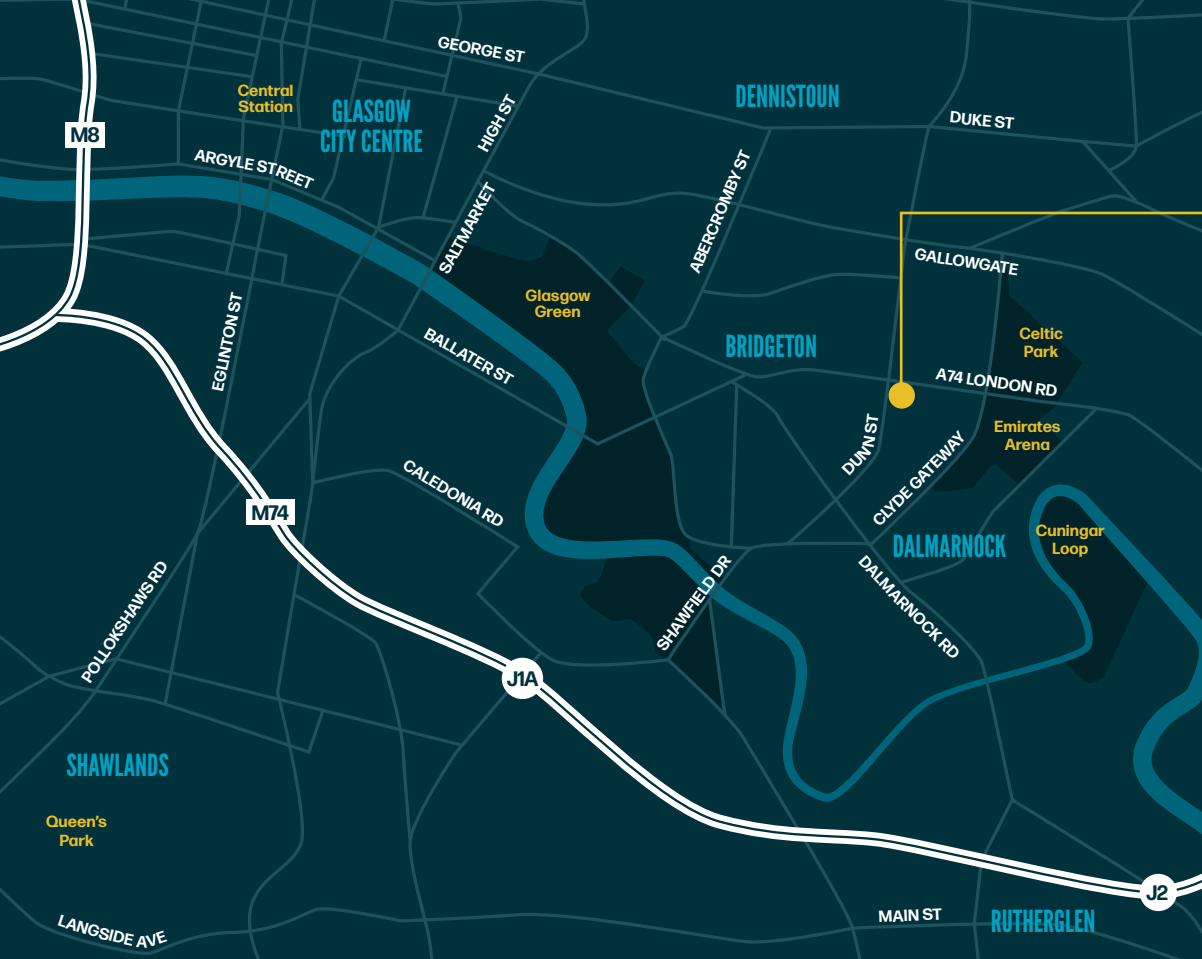 GEORGE ST
Central
Station
GLASGOW
CITY CENTRE
DENNISTOUN
HIGH ST
DUKE ST
M8
ARGYLE STREET
ABERCROMBY ST
SALTMARKET
GALLOWGATE
Glasgow
Green
EGLINTON ST
BALLATER ST
BRIDGETON
Celtic
Park
A74 LONDON RD
Emirates
Arena
DUNN ST
CLYDE GATEWAY
CALEDONIA RD
M74
DALMARNOCK
Cuningar
Loop
SHAWFIELD DR
DALMARNOCK RD
POLLOKSHAWS RD
J1A
SHAWLANDS
Queen's
Park
J2
LANGSIDE AVE
MAIN ST
RUTHERGLEN